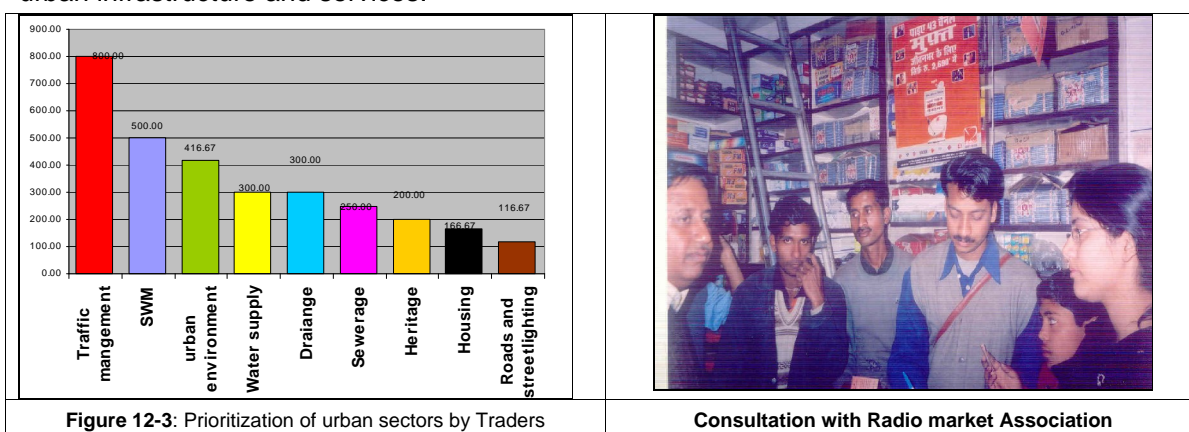 urban infrastructure and services.
900.00
800.00
700.00
600.00
500.00
400.00
300.00
200.00
100.00
0.00
800.00
500.00
416.67
300.00
300.00
250.00
200.00
166.67
116.67
Traffic
mangement
SWM
urban
environment
Water supply
Draiange
Sewerage
Heritage
Housing
Roads and
streetlighting
Figure 12-3: Prioritization of urban sectors by Traders
मुफ़्त
Consultation with Radio market Association